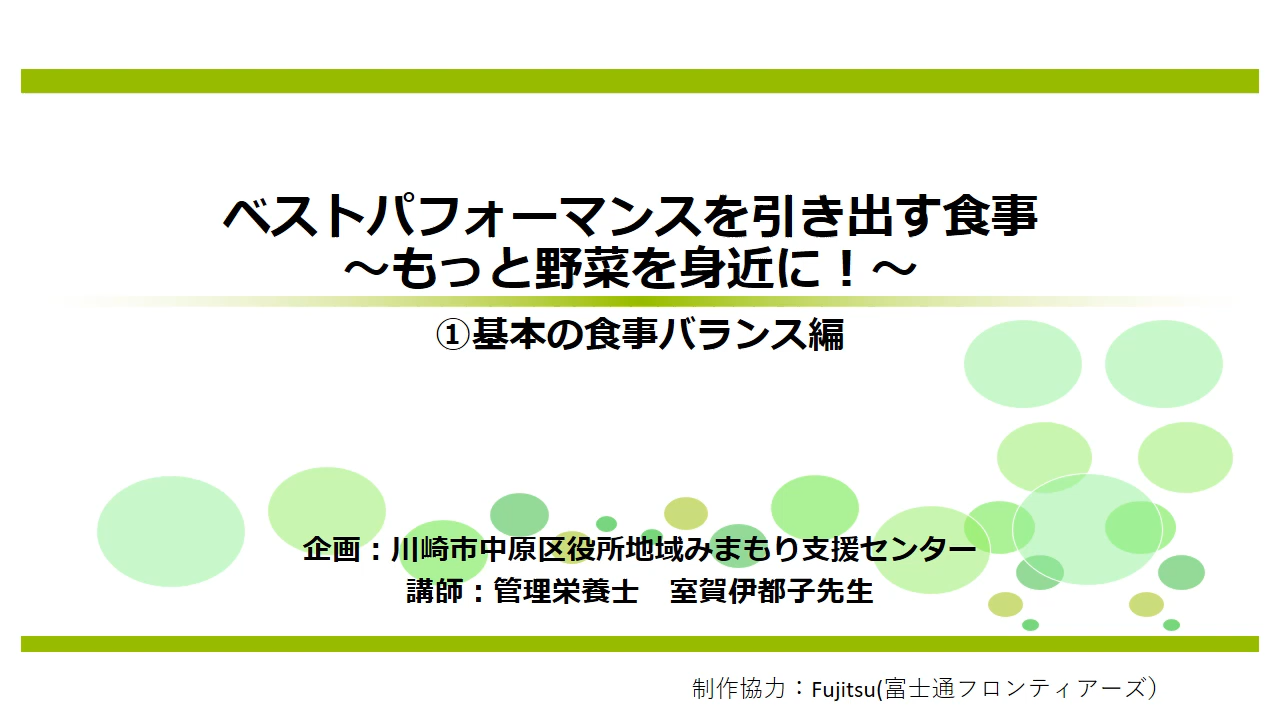 ベストパフォーマンスを引き出す食事
～もっと野菜を身近に！～
①基本の食事バランス編
企画：川崎市中原区役所地域みまもり支援センター
講師：管理栄養士　室賀伊都子先生
制作協力：Fujitsu(富士通フロンティアーズ）